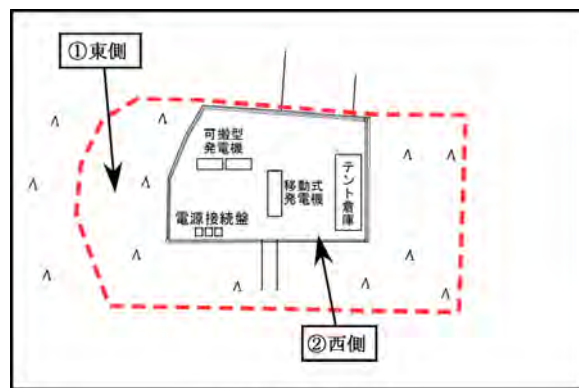 ①東側
可搬型
発電機
移動式
発電機
テント倉庫
電源接続盤
②西側